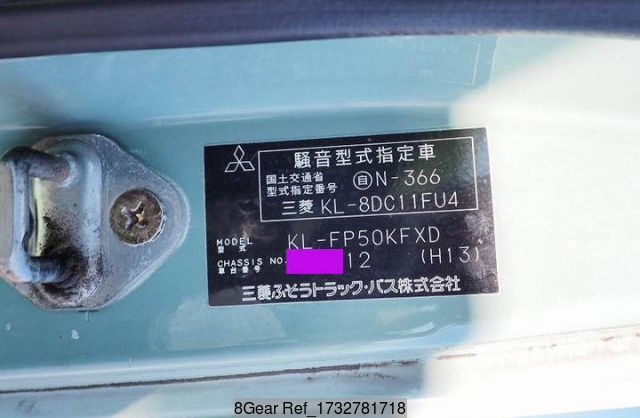 騒音型式指定車
国土交通省
型式指定番号 自N-366
三菱 KL-8DC11FU4
MODEL 型式 KL-FP50KFXD
CHASSIS NO. 車台番号 12 (H13)
三菱ふそうトラック・バス株式会社
8Gear Ref_1732781718